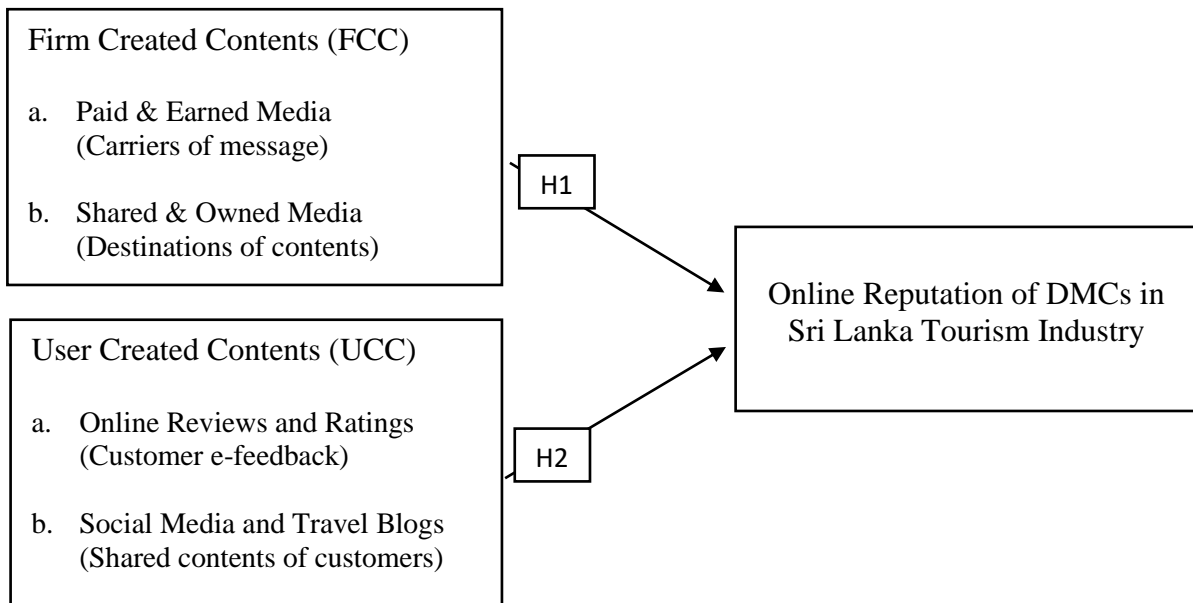 Firm Created Contents (FCC)
a. Paid & Earned Media
(Carriers of message)
b. Shared & Owned Media
(Destinations of contents)
H1
Online Reputation of DMCs in
Sri Lanka Tourism Industry
User Created Contents (UCC)
a. Online Reviews and Ratings
(Customer e-feedback)
b. Social Media and Travel Blogs
(Shared contents of customers)
H2